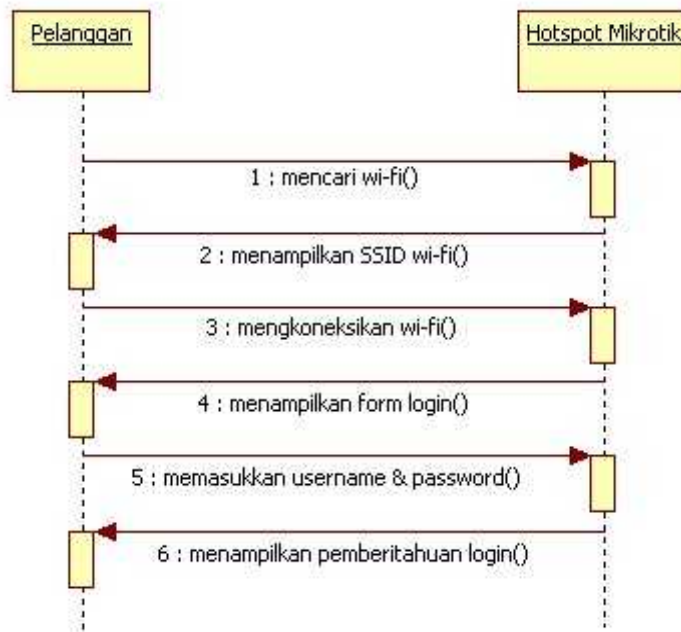 Pelanggan
Hotspot Mikrotik
1 : mencari wi-fi()
2 : menampilkan SSID wi-fi()
3 : mengkoneksikan wi-fi()
4 : menampilkan form login()
5 : memasukkan username & password()
6 : menampilkan pemberitahuan login()